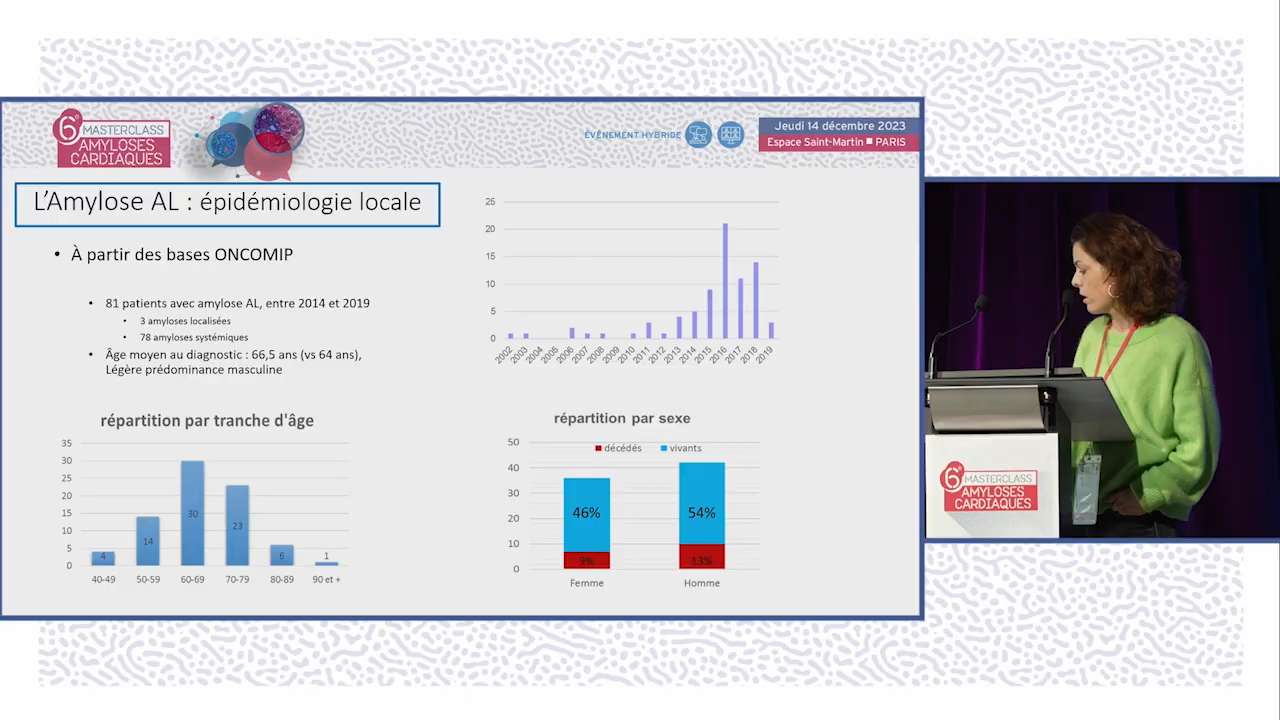 6e
MASTERCLASS
AMYLOSES
CARDIAQUES
ÉVÉNEMENT HYBRIDE
Jeudi 14 décembre 2023
Espace Saint-Martin ■ PARIS
L'Amylose AL : épidémiologie locale
• À partir des bases ONCOMIP
• 81 patients avec amylose AL, entre 2014 et 2019
• 3 amyloses localisées
• 78 amyloses systémiques
• Âge moyen au diagnostic : 66,5 ans (vs 64 ans),
Légère prédominance masculine
25
20
15
10
5
0
2002 2003 2004 2005 2006 2007 2008 2009 2010 2011 2012 2013 2014 2015 2016 2017 2018 2019
répartition par tranche d'âge
35
30
25
20
15
10
5
0
4 14 30 23 6 1
40-49 50-59 60-69 70-79 80-89 90 et +
répartition par sexe
décédés vivants
50
40
30
20
10
0
46% 54%
9% 13%
Femme Homme
6e
MASTERCLASS
AMYLOSES
CARDIAQUES